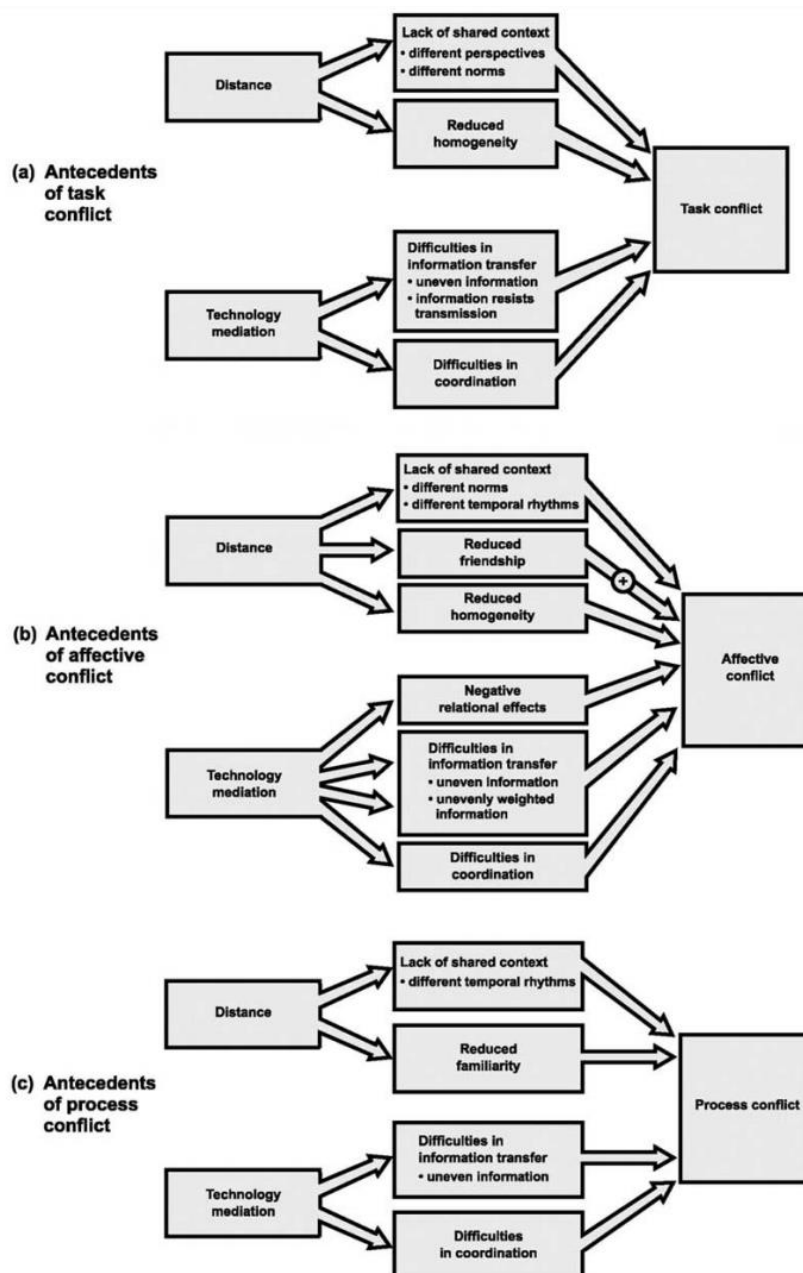 Lack of shared context
• different perspectives
• different norms
Distance
Reduced
homogeneity
(a) Antecedents
of task
conflict
Task conflict
Difficulties in
information transfer
• uneven information
• information resists
transmission
Technology
mediation
Difficulties in
coordination
Lack of shared context
• different norms
• different temporal rhythms
Distance
Reduced
friendship
+
Reduced
homogeneity
(b) Antecedents
of affective
conflict
Affective
conflict
Negative
relational effects
Difficulties in
information transfer
• uneven information
• unevenly weighted
information
Technology
mediation
Difficulties in
coordination
Lack of shared context
• different temporal rhythms
Distance
Reduced
familiarity
(c) Antecedents
of process
conflict
Process conflict
Difficulties in
information transfer
• uneven information
Technology
mediation
Difficulties
in coordination